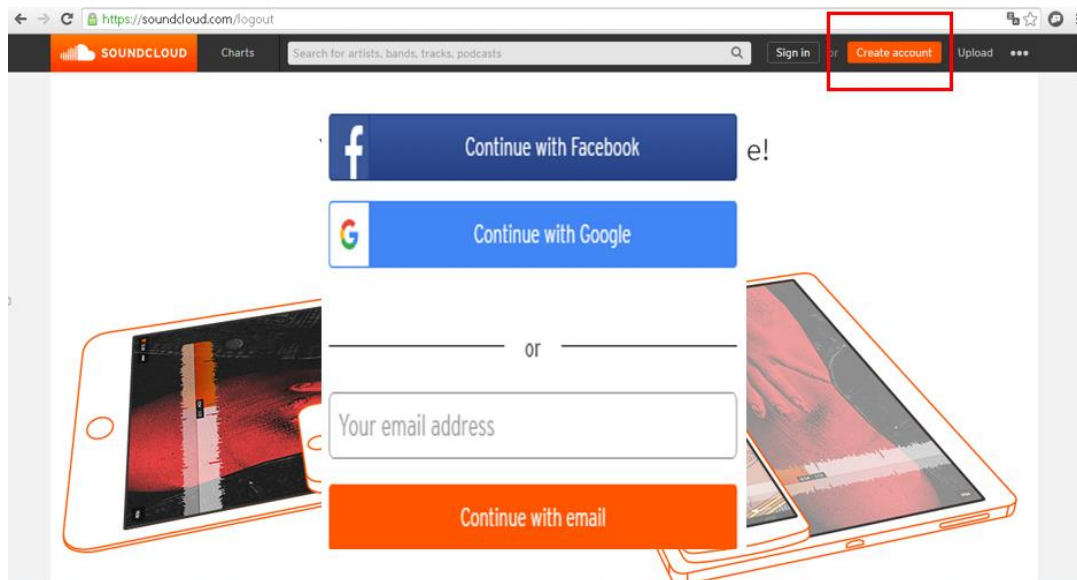 https://soundcloud.com/logout
SOUNDCLOUD Charts Search for artists, bands, tracks, podcasts Sign in or Create account Upload
Continue with Facebook
e!
Continue with Google
or
Your email address
Continue with email